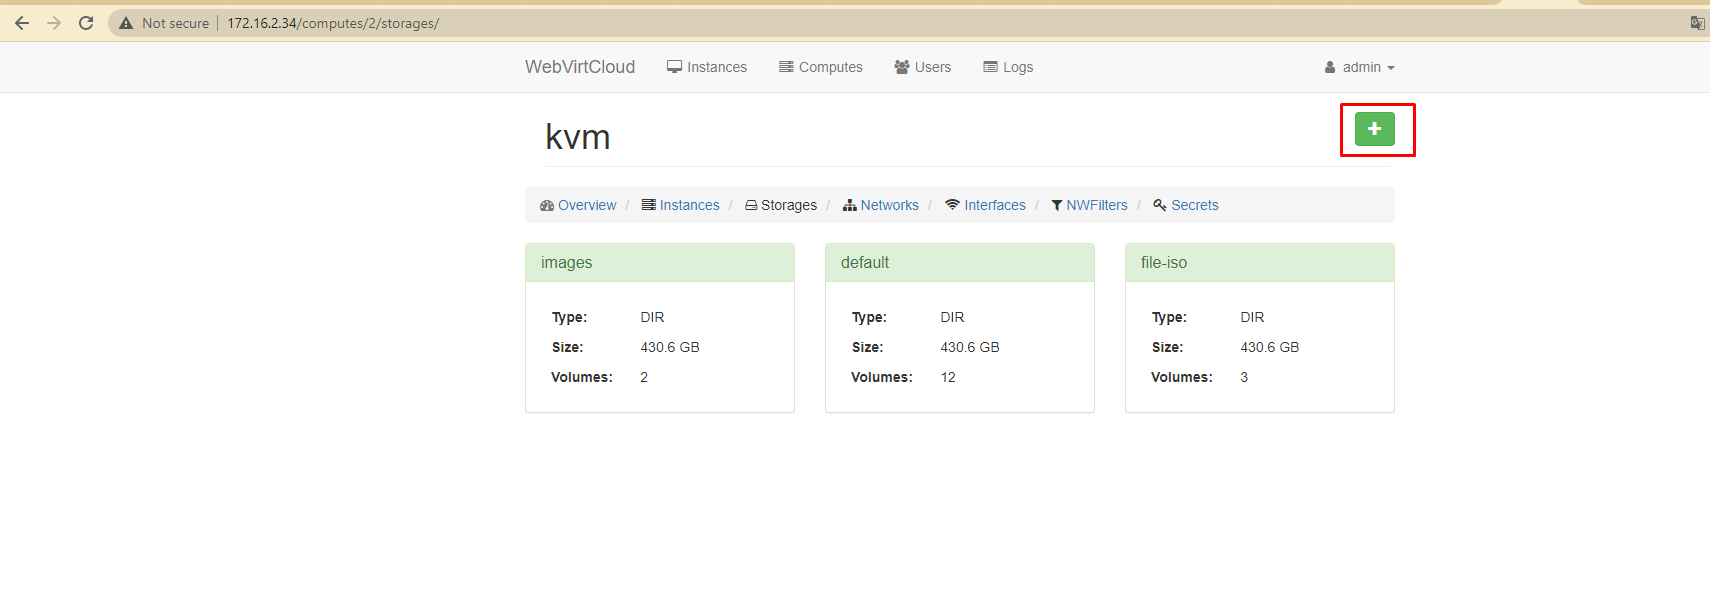 Not secure | 172.16.2.34/computes/2/storages/
WebVirtCloud Instances Computes Users Logs admin
kvm
+
Overview / Instances / Storages / Networks / Interfaces / NWFilters / Secrets
images
Type: DIR
Size: 430.6 GB
Volumes: 2
default
Type: DIR
Size: 430.6 GB
Volumes: 12
file-iso
Type: DIR
Size: 430.6 GB
Volumes: 3